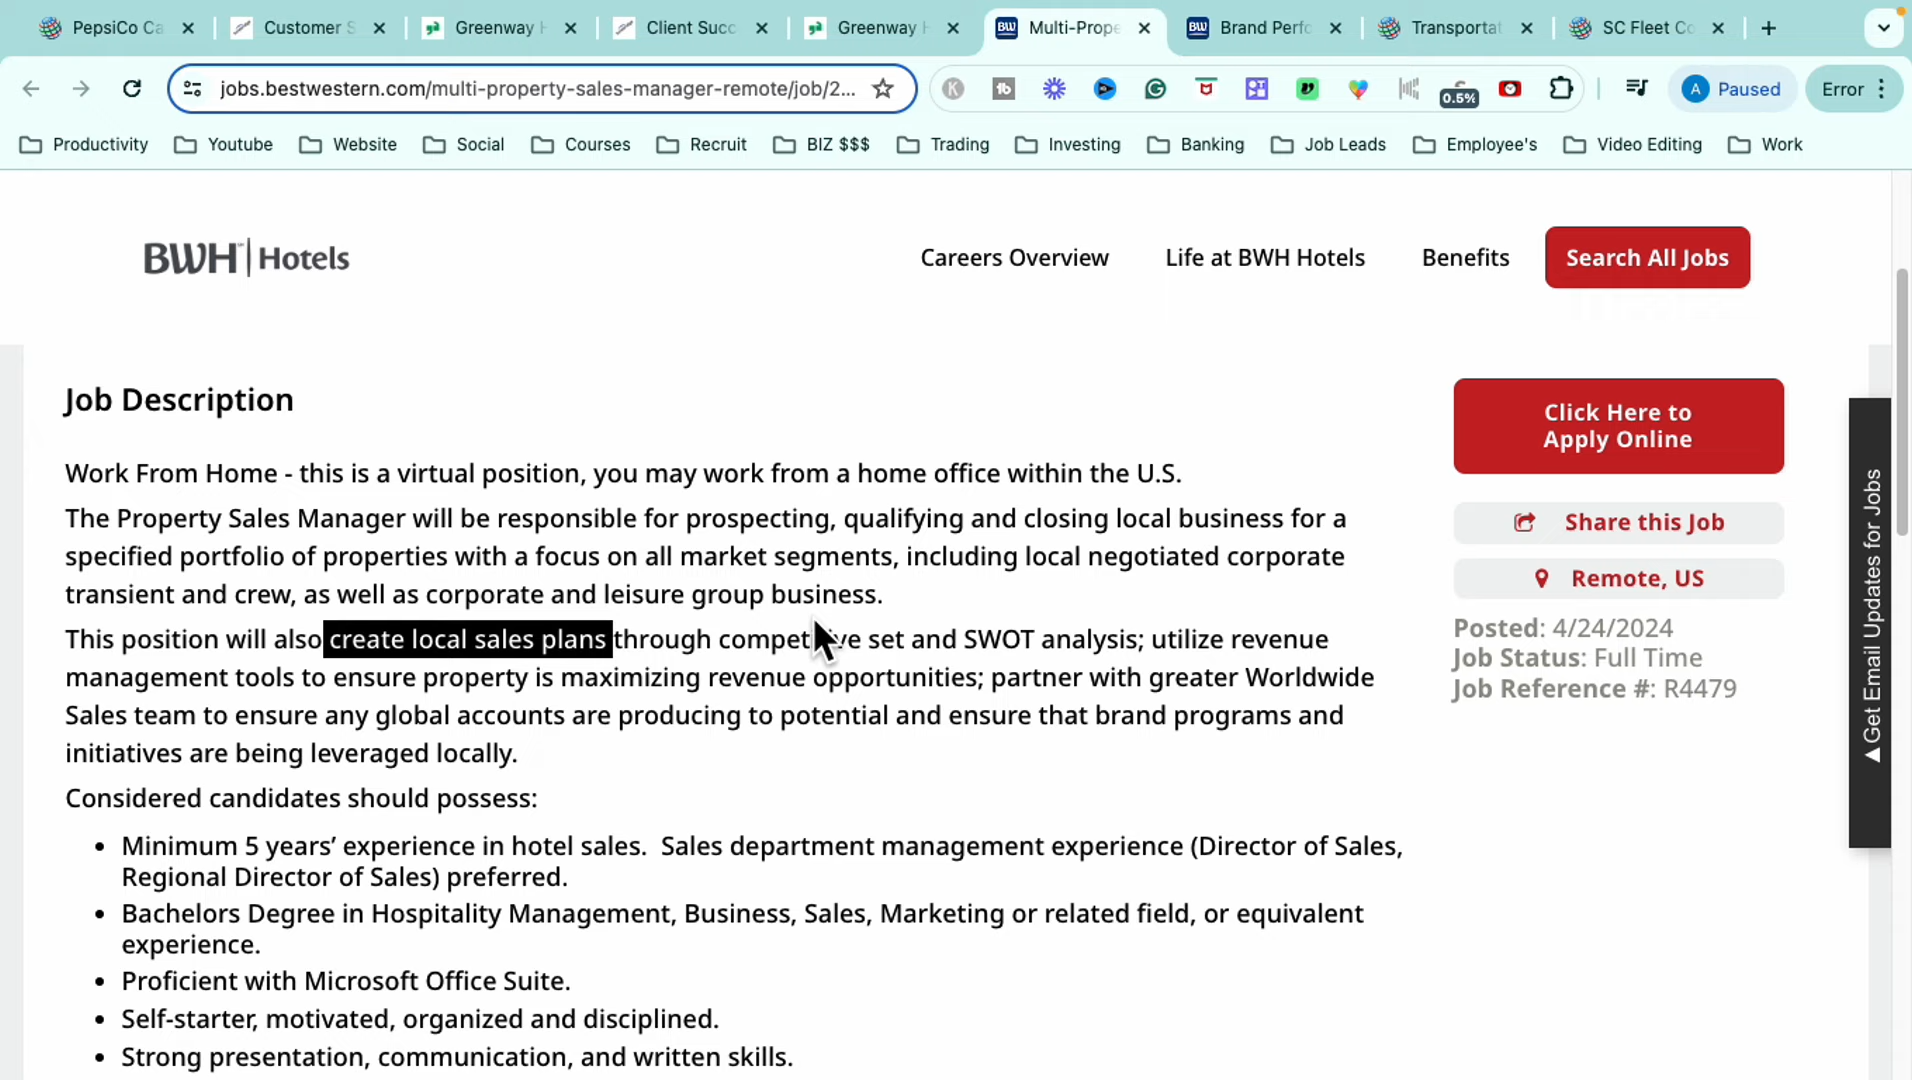 PepsiCo Ca
Customer S
Greenway H
Client Succ
Greenway H
Multi-Prope
Brand Perfo
Transportat
SC Fleet Co
jobs.bestwestern.com/multi-property-sales-manager-remote/job/2...
0.5%
A Paused
Error
Productivity
Youtube
Website
Social
Courses
Recruit
BIZ $$$
Trading
Investing
Banking
Job Leads
Employee's
Video Editing
Work
BWH | Hotels
Careers Overview
Life at BWH Hotels
Benefits
Search All Jobs
Job Description
Work From Home - this is a virtual position, you may work from a home office within the U.S.
The Property Sales Manager will be responsible for prospecting, qualifying and closing local business for a
specified portfolio of properties with a focus on all market segments, including local negotiated corporate
transient and crew, as well as corporate and leisure group business.
This position will also create local sales plans through competitive set and SWOT analysis; utilize revenue
management tools to ensure property is maximizing revenue opportunities; partner with greater Worldwide
Sales team to ensure any global accounts are producing to potential and ensure that brand programs and
initiatives are being leveraged locally.
Considered candidates should possess:
• Minimum 5 years’ experience in hotel sales.  Sales department management experience (Director of Sales,
Regional Director of Sales) preferred.
• Bachelors Degree in Hospitality Management, Business, Sales, Marketing or related field, or equivalent
experience.
• Proficient with Microsoft Office Suite.
• Self-starter, motivated, organized and disciplined.
• Strong presentation, communication, and written skills.
Click Here to
Apply Online
Share this Job
Remote, US
Posted: 4/24/2024
Job Status: Full Time
Job Reference #: R4479
Get Email Updates for Jobs